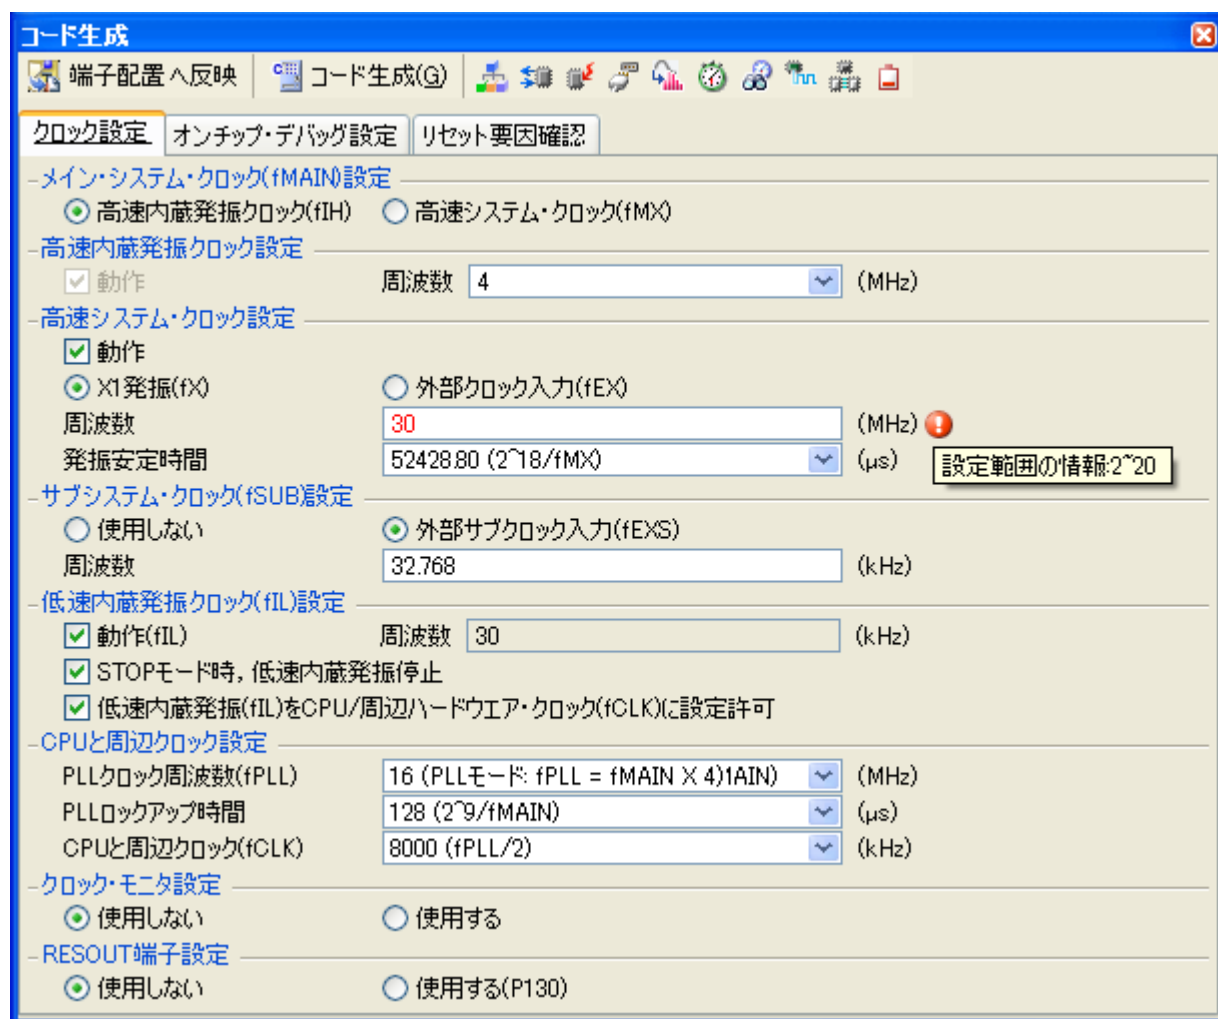 コード生成
端子配置へ反映 コード生成(G)
クロック設定 オンチップ・デバッグ設定 リセット要因確認
メイン・システム・クロック(fMAIN)設定
高速内蔵発振クロック(fIH) 高速システム・クロック(fMX)
高速内蔵発振クロック設定
動作 周波数 4 (MHz)
高速システム・クロック設定
動作
X1発振(fX) 外部クロック入力(fEX)
周波数 30 (MHz)
発振安定時間 52428.80 (2^18/fMX) (μs) 設定範囲の情報:2~20
サブシステム・クロック(fSUB)設定
使用しない 外部サブクロック入力(fEXS)
周波数 32.768 (kHz)
低速内蔵発振クロック(fIL)設定
動作(fIL) 周波数 30 (kHz)
STOPモード時, 低速内蔵発振停止
低速内蔵発振(fIL)をCPU/周辺ハードウエア・クロック(fCLK)に設定許可
CPUと周辺クロック設定
PLLクロック周波数(fPLL) 16 (PLLモード: fPLL = fMAIN X 4)1AIN) (MHz)
PLLロックアップ時間 128 (2^9/fMAIN) (μs)
CPUと周辺クロック(fCLK) 8000 (fPLL/2) (kHz)
クロック・モニタ設定
使用しない 使用する
RESOUT端子設定
使用しない 使用する(P130)